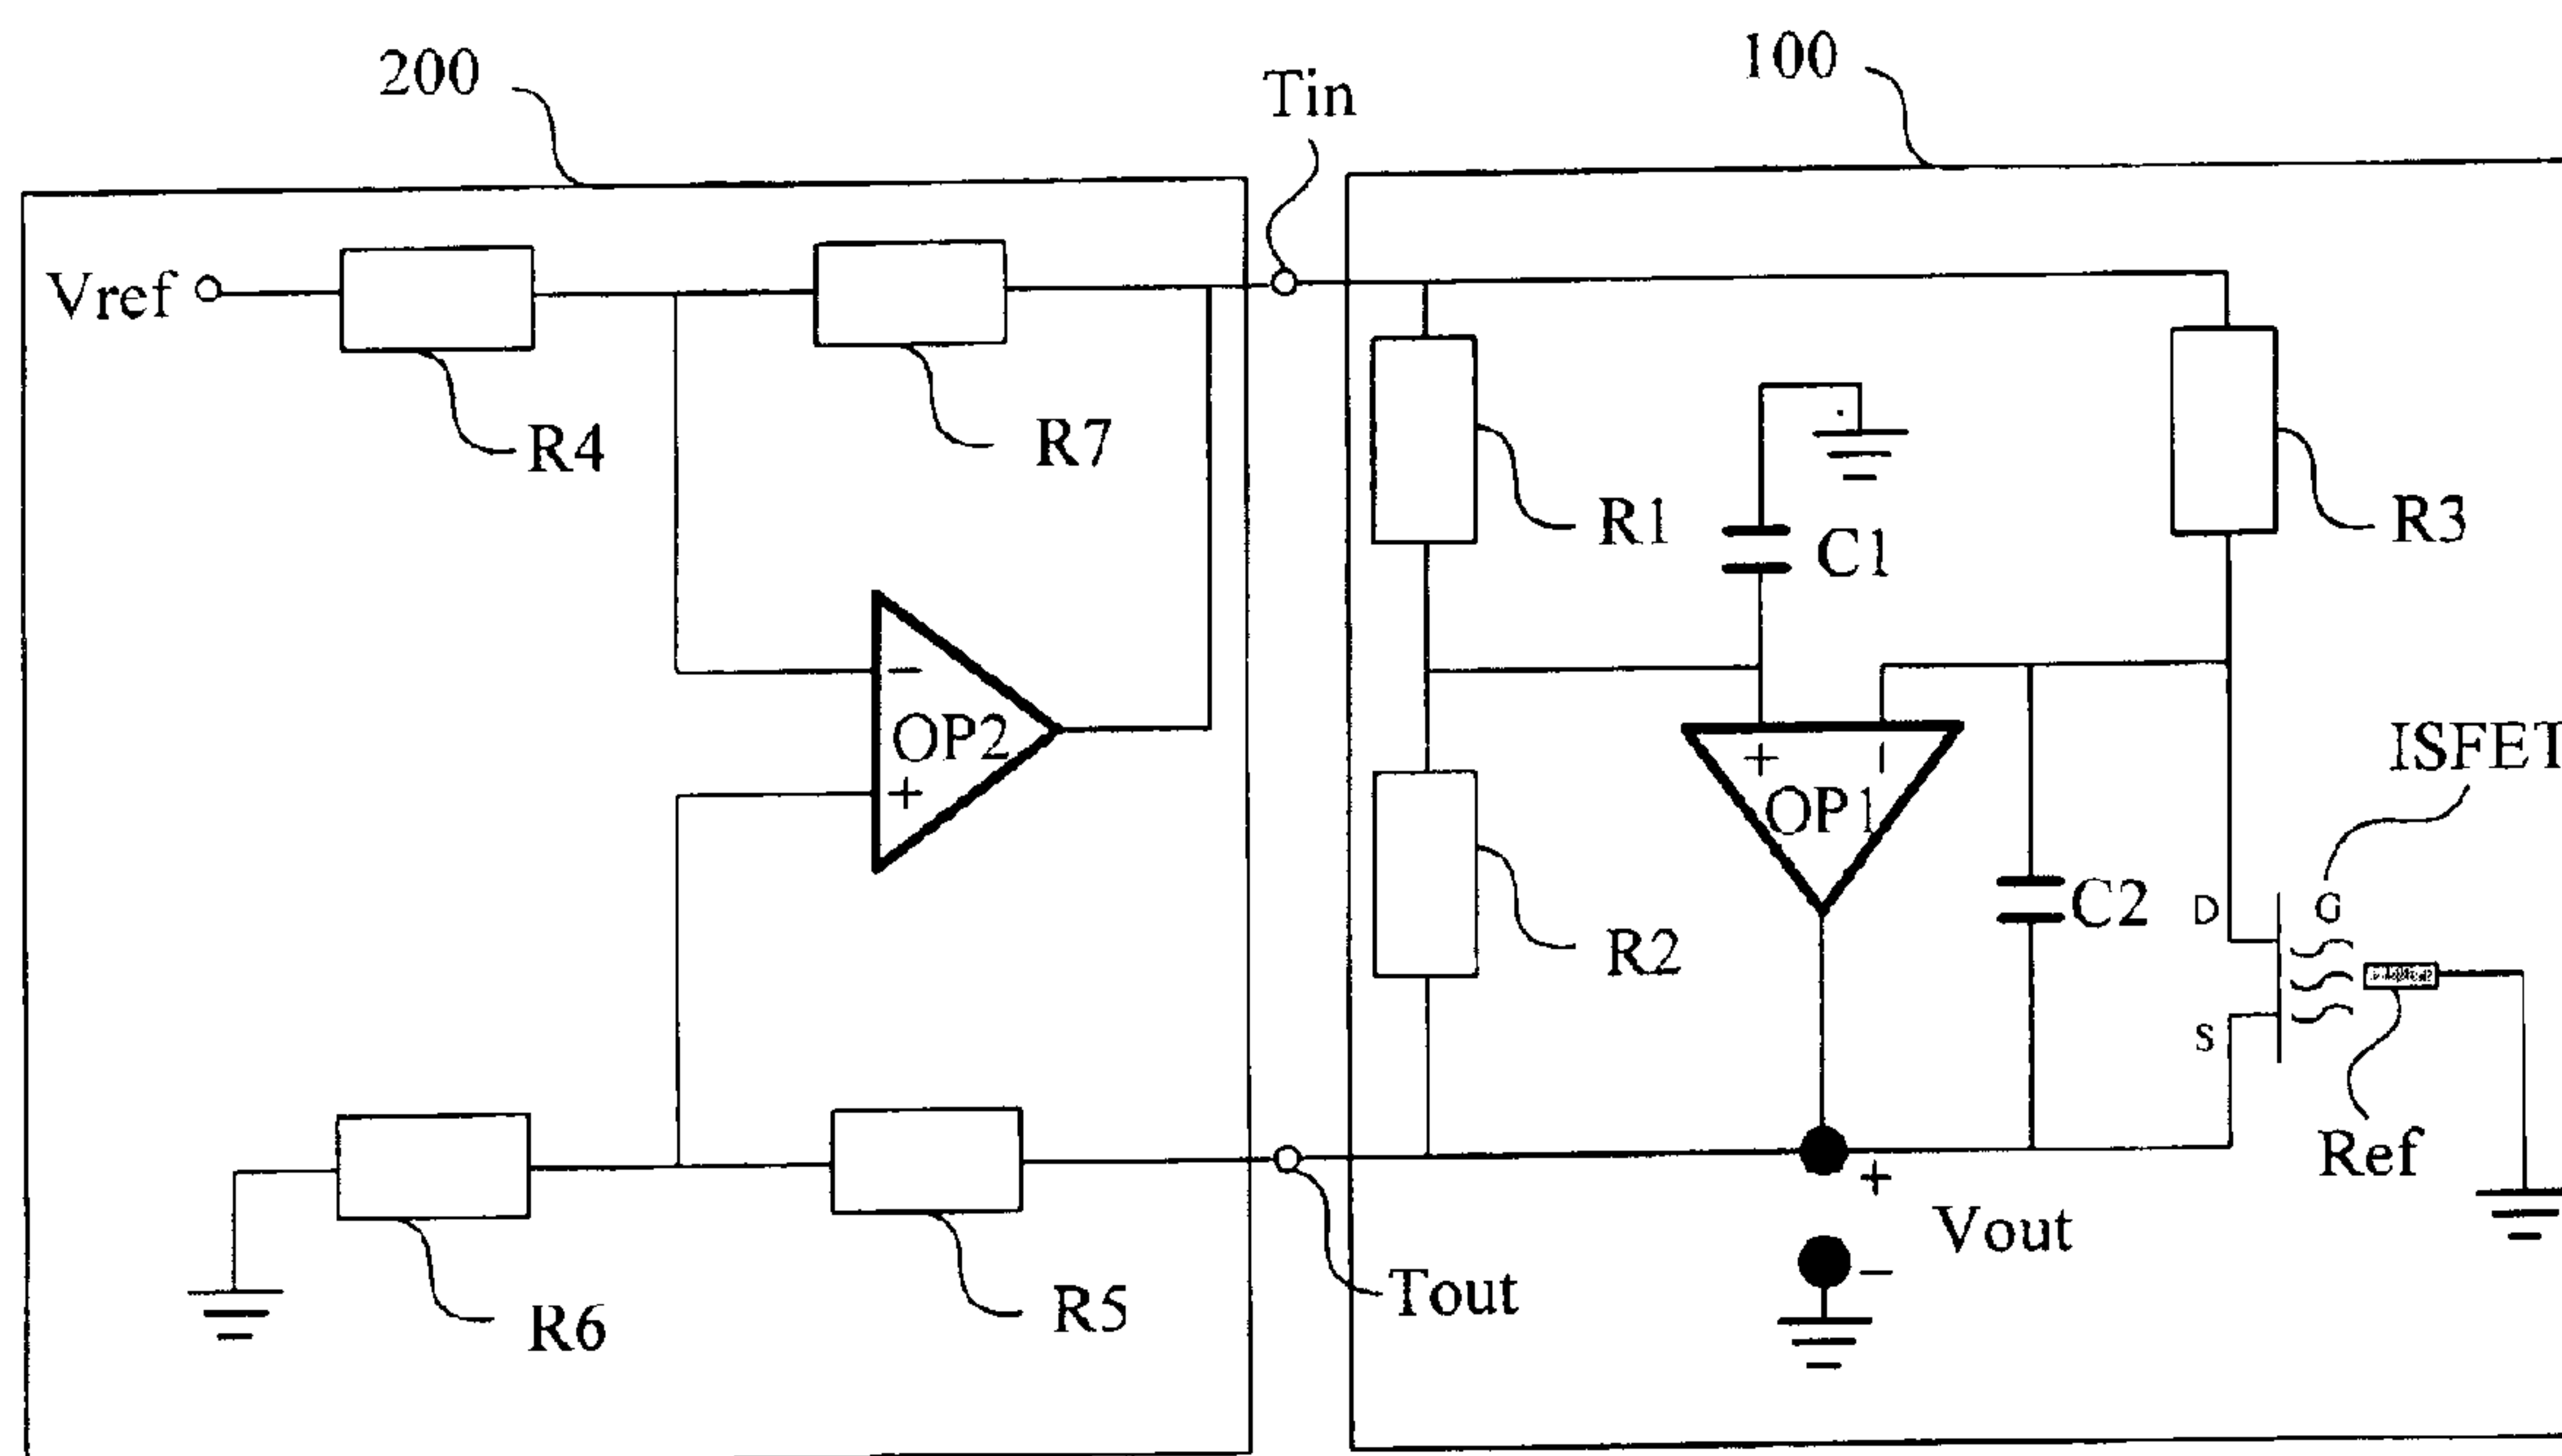 200
Tin
100
Vref
R4
R7
R1
C1
R3
−
OP2
+
+ −
OP1
ISFET
R2
C2
D
G
S
Ref
+
Vout
−
Tout
R6
R5